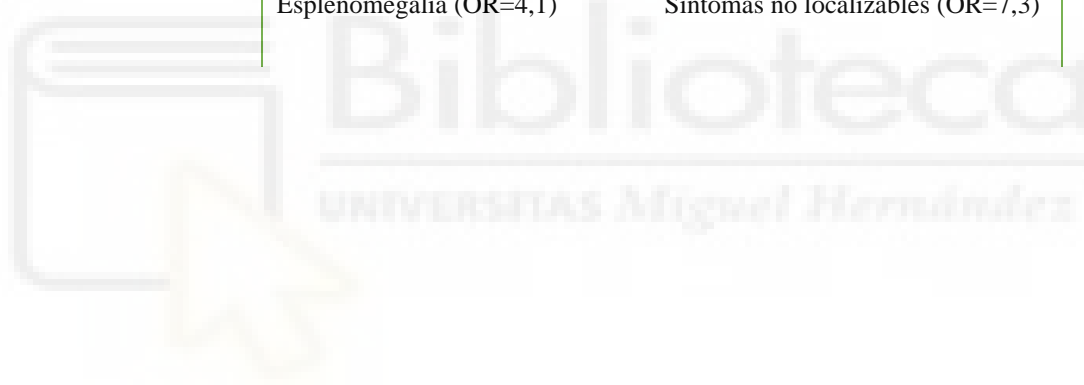 Esplenomegalia (OR=4,1) Síntomas no localizables (OR=7,3)
Biblioteca
UNIVERSITAS Miguel Hernández